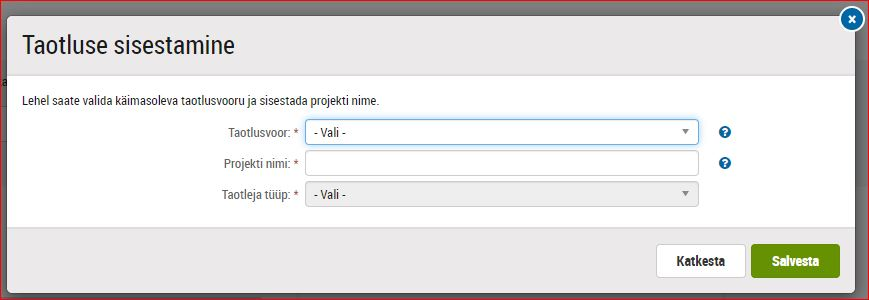 Taotluse sisestamine
Lehel saate valida käimasoleva taotlusvooru ja sisestada projekti nime.
Taotlusvoor: * - Vali -
Projekti nimi: *
Taotleja tüüp: * - Vali -
Katkesta Salvesta